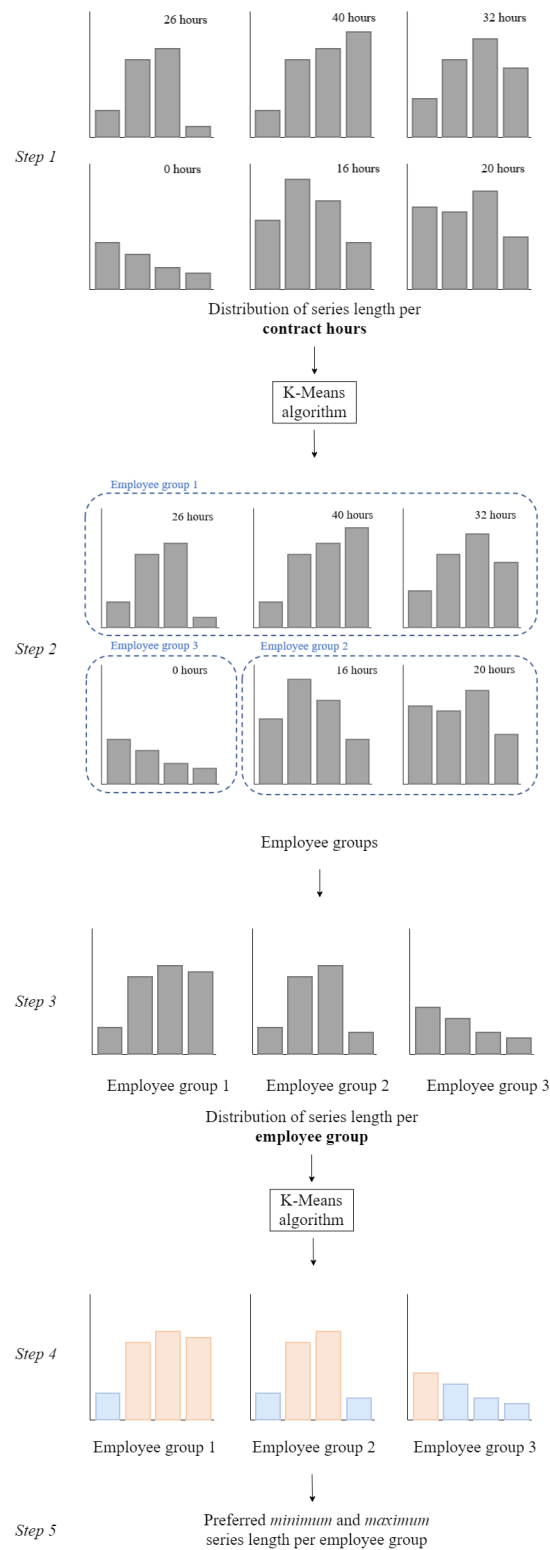 26 hours
40 hours
32 hours
Step 1
0 hours
16 hours
20 hours
Distribution of series length per
contract hours
K-Means
algorithm
Employee group 1
26 hours
40 hours
32 hours
Step 2
Employee group 3
Employee group 2
0 hours
16 hours
20 hours
Employee groups
Step 3
Employee group 1
Employee group 2
Employee group 3
Distribution of series length per
employee group
K-Means
algorithm
Step 4
Employee group 1
Employee group 2
Employee group 3
Step 5
Preferred minimum and maximum
series length per employee group